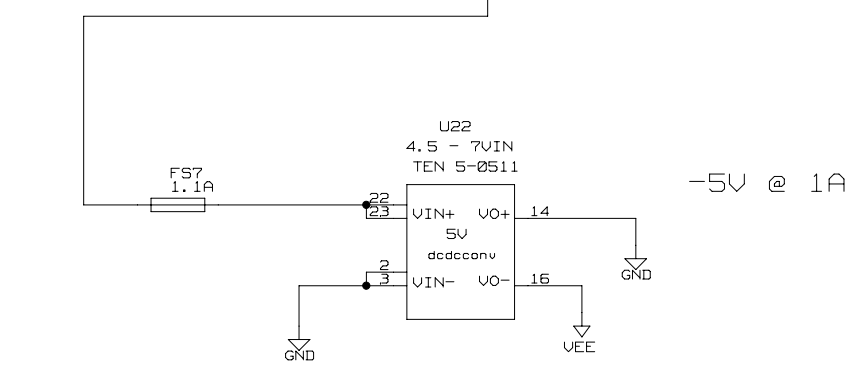 U22
4.5 - 7VIN
TEN 5-0511
FS7
1.1A
-5V @ 1A
22
23
VIN+ VO+
14
5V
dcdcconv
GND
2
3
VIN- VO-
16
GND
VEE